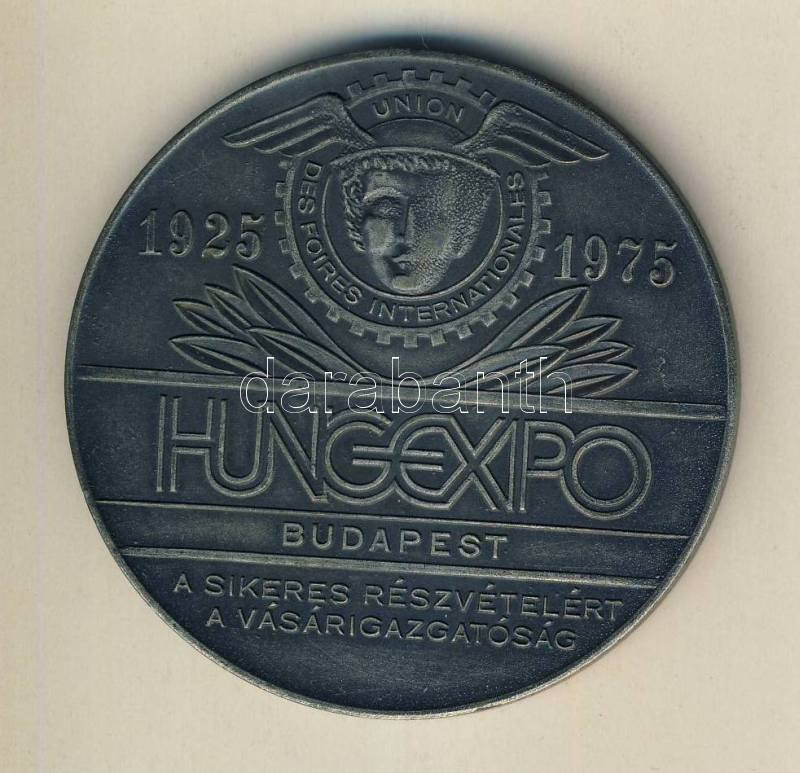 UNION
DES FOIRES INTERNATIONALES
1925 1975
darabanth
HUNGEXPO
BUDAPEST
A SIKERES RÉSZVÉTELÉRT
A VÁSÁRIGAZGATÓSÁG